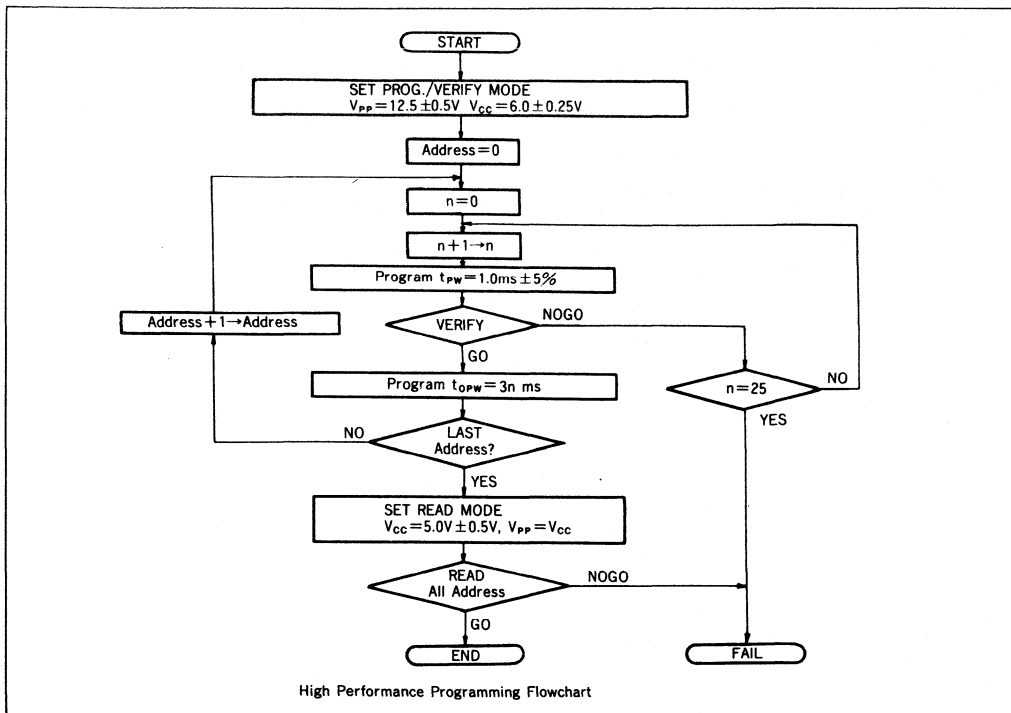 START
SET PROG./VERIFY MODE
VPP=12.5±0.5V VCC=6.0±0.25V
Address=0
n=0
n+1→n
Program tPW=1.0ms±5%
Address+1→Address
VERIFY
NOGO
GO
Program tOPW=3n ms
n=25
NO
YES
NO
LAST
Address?
YES
SET READ MODE
VCC=5.0V±0.5V, VPP=VCC
READ
All Address
NOGO
GO
END
FAIL
High Performance Programming Flowchart